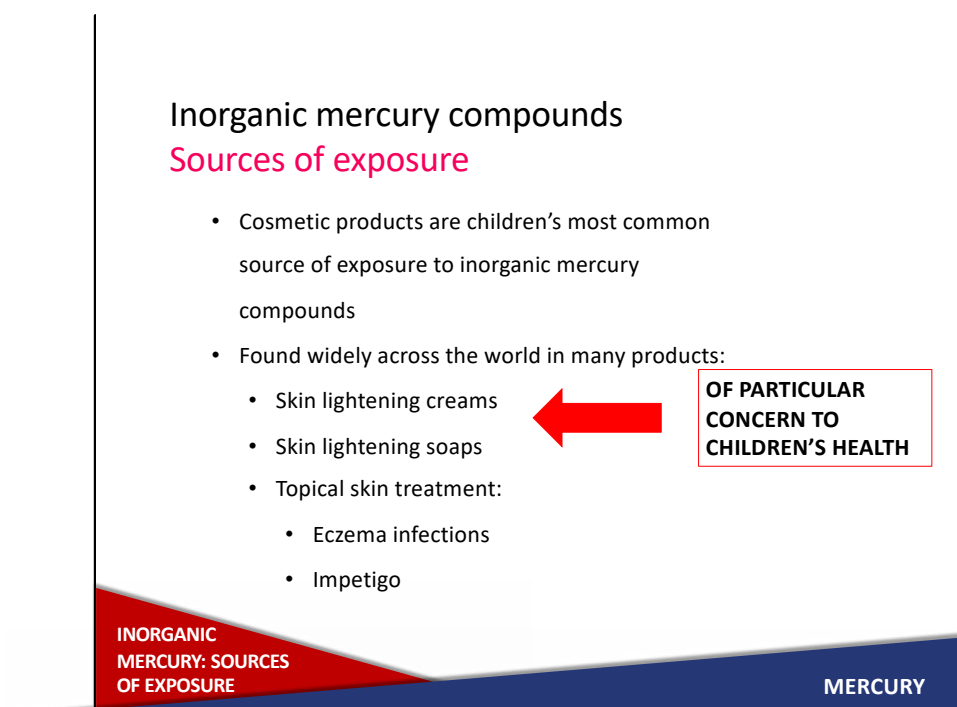 Inorganic mercury compounds
Sources of exposure
• Cosmetic products are children’s most common
source of exposure to inorganic mercury
compounds
• Found widely across the world in many products:
• Skin lightening creams
• Skin lightening soaps
• Topical skin treatment:
• Eczema infections
• Impetigo
OF PARTICULAR
CONCERN TO
CHILDREN’S HEALTH
INORGANIC
MERCURY: SOURCES
OF EXPOSURE
MERCURY